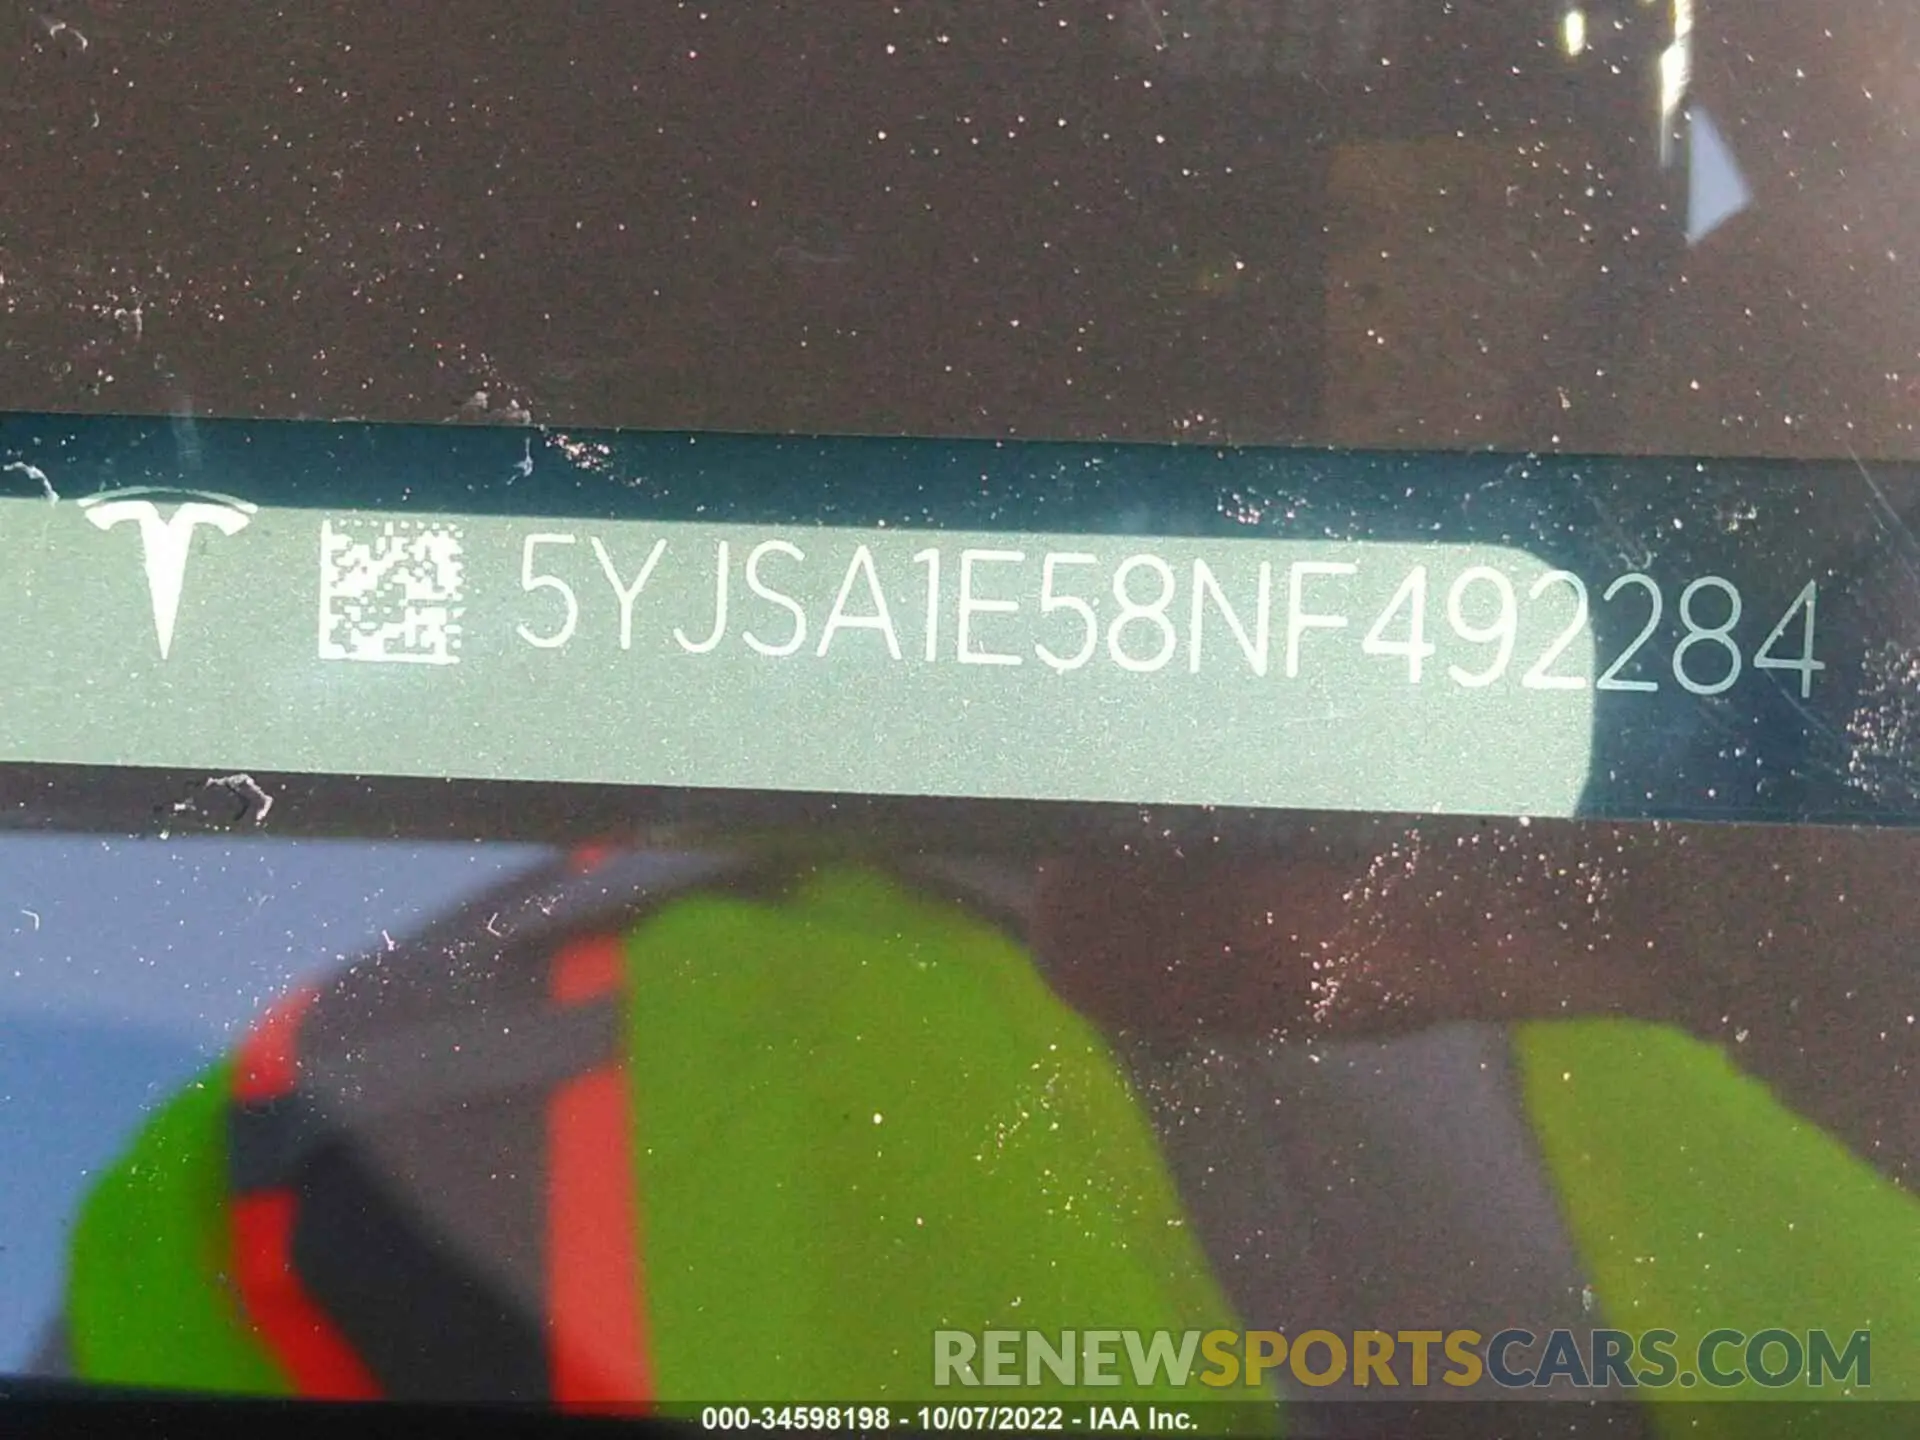 5YJSA1E58NF492284
RENEWSPORTSCARS.COM
000-34598198 - 10/07/2022 - IAA Inc.